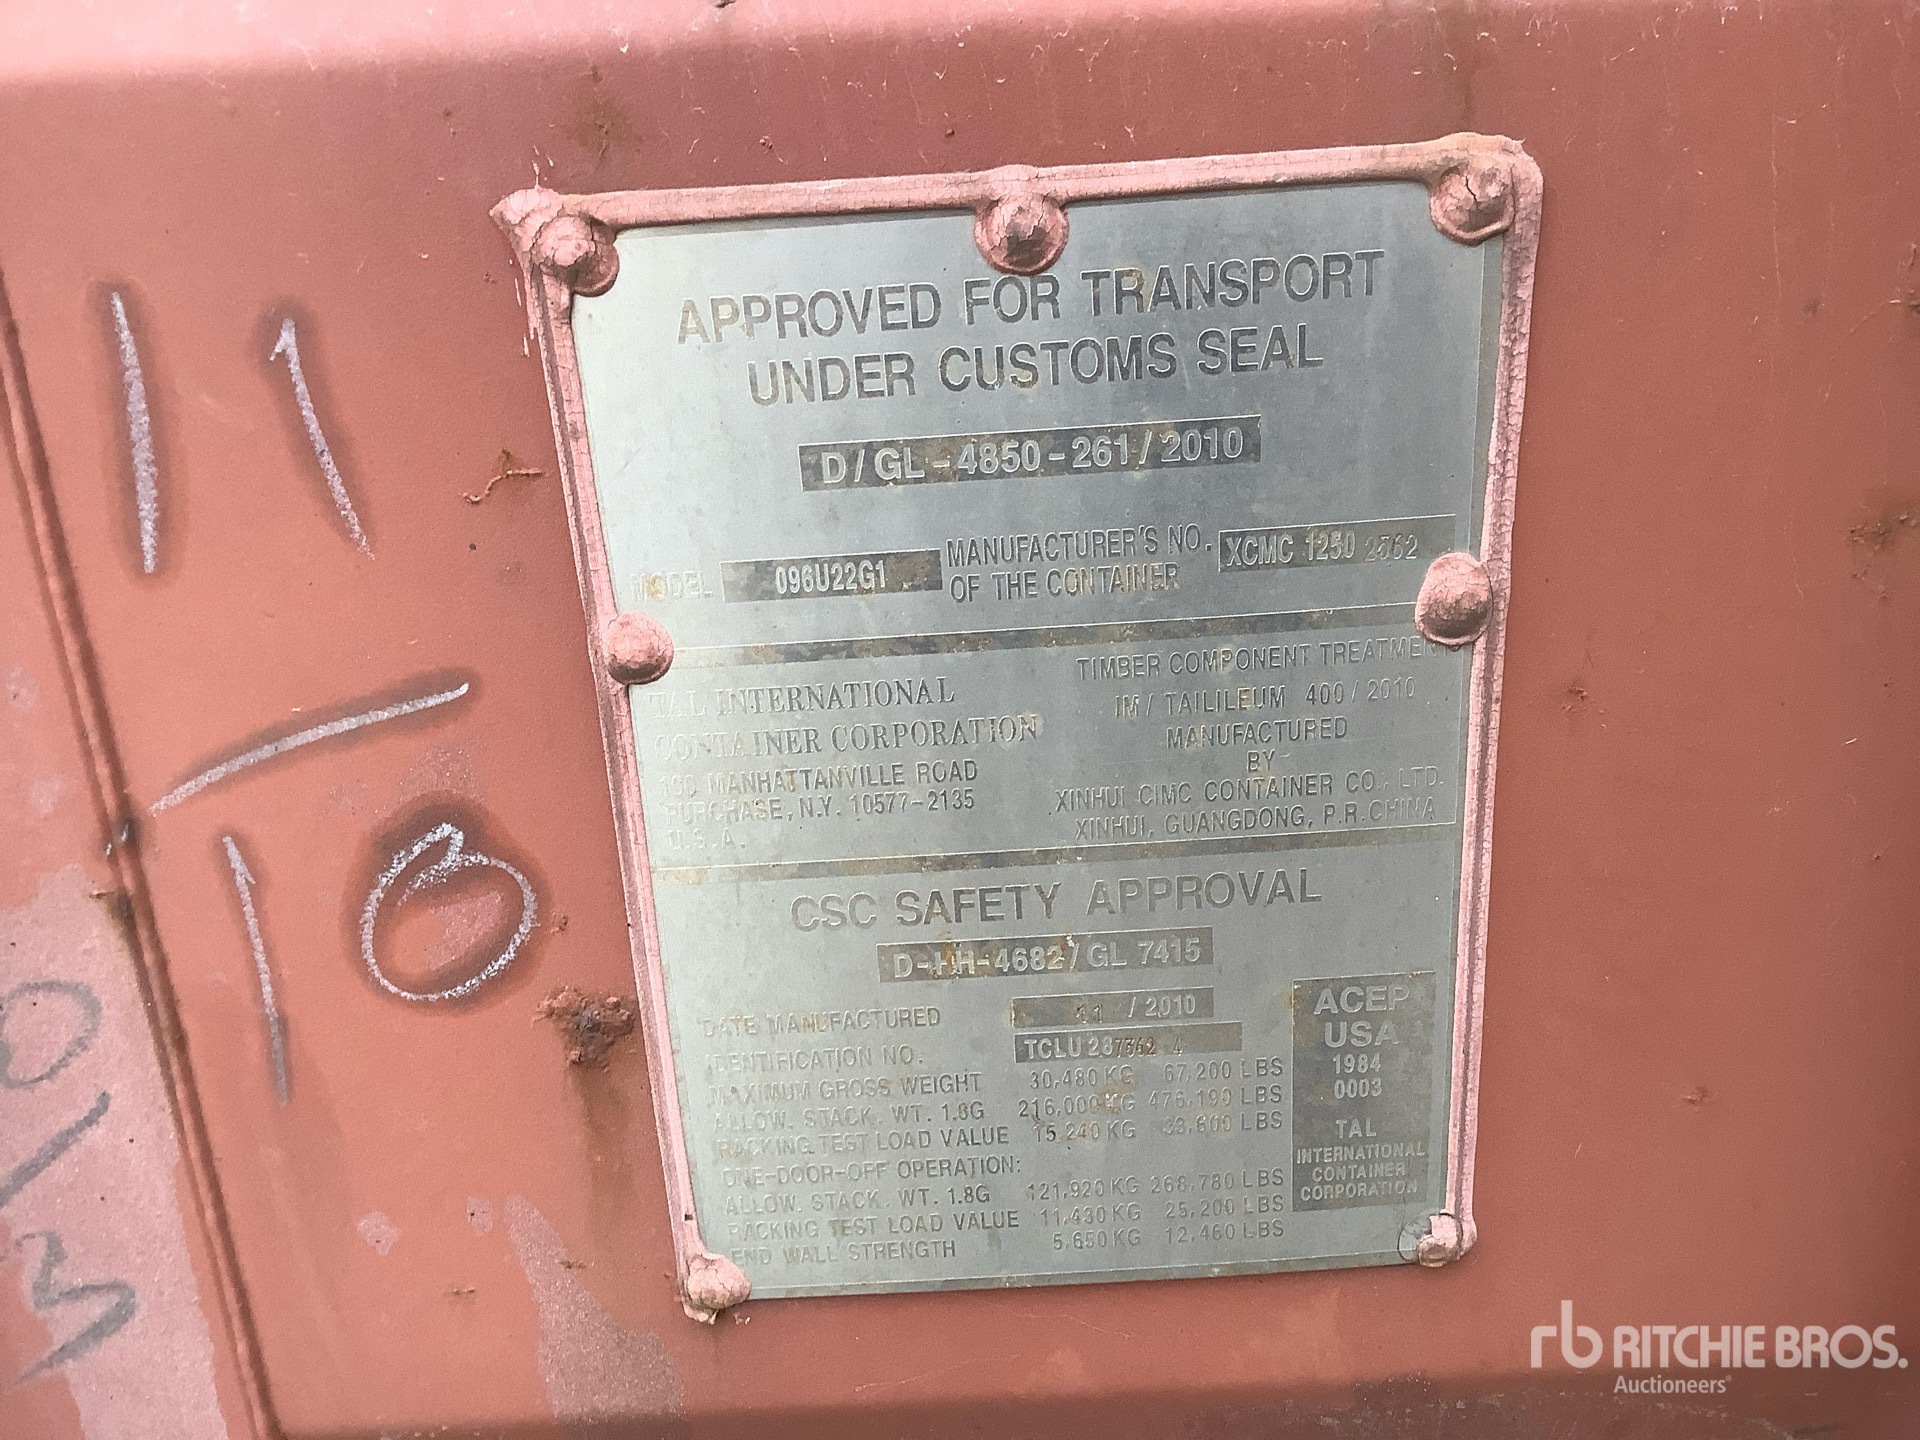 APPROVED FOR TRANSPORT
UNDER CUSTOMS SEAL
D/GL-4850-261/2010
MODEL 096U22G1 MANUFACTURER'S NO. OF THE CONTAINER XCMC 1250 2562
TAL INTERNATIONAL
CONTAINER CORPORATION
100 MANHATTANVILLE ROAD
PURCHASE, N.Y. 10577-2135
U.S.A.
TIMBER COMPONENT TREATMENT
IM / TAILILEUM 400 / 2010
MANUFACTURED
BY
XINHUI CIMC CONTAINER CO., LTD.
XINHUI, GUANGDONG, P.R.CHINA
CSC SAFETY APPROVAL
D-HH-4682/GL 7415
DATE MANUFACTURED 11 / 2010
IDENTIFICATION NO. TCLU 287362 4
MAXIMUM GROSS WEIGHT 30,480 KG 67,200 LBS
ALLOW. STACK. WT. 1.8G 216,000 KG 476,190 LBS
RACKING TEST LOAD VALUE 15,240 KG 33,600 LBS
ONE-DOOR-OFF OPERATION:
ALLOW. STACK. WT. 1.8G 121,920 KG 268,780 LBS
RACKING TEST LOAD VALUE 11,430 KG 25,200 LBS
END WALL STRENGTH 5,650 KG 12,460 LBS
ACEP
USA
1984
0003
TAL
INTERNATIONAL
CONTAINER
CORPORATION
11
10
rb RITCHIE BROS.
Auctioneers